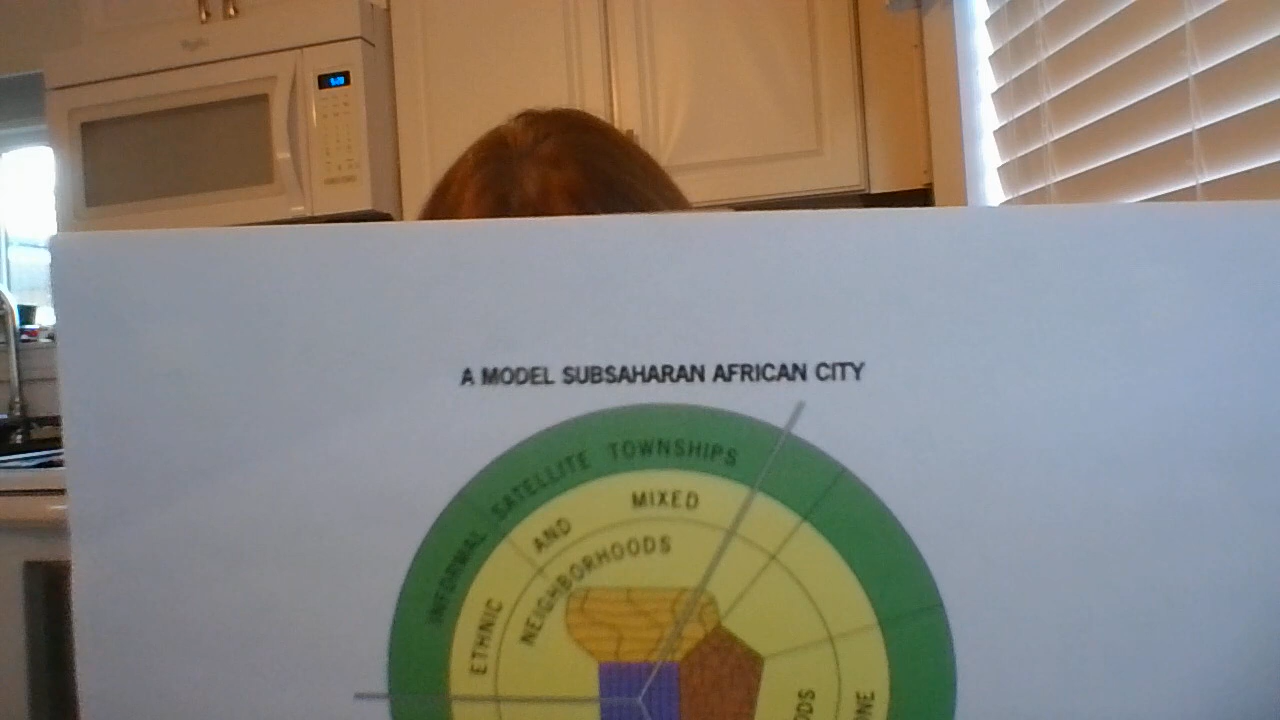 A MODEL SUBSAHARAN AFRICAN CITY
INFORMAL SATELLITE TOWNSHIPS
ETHNIC AND MIXED
NEIGHBORHOODS